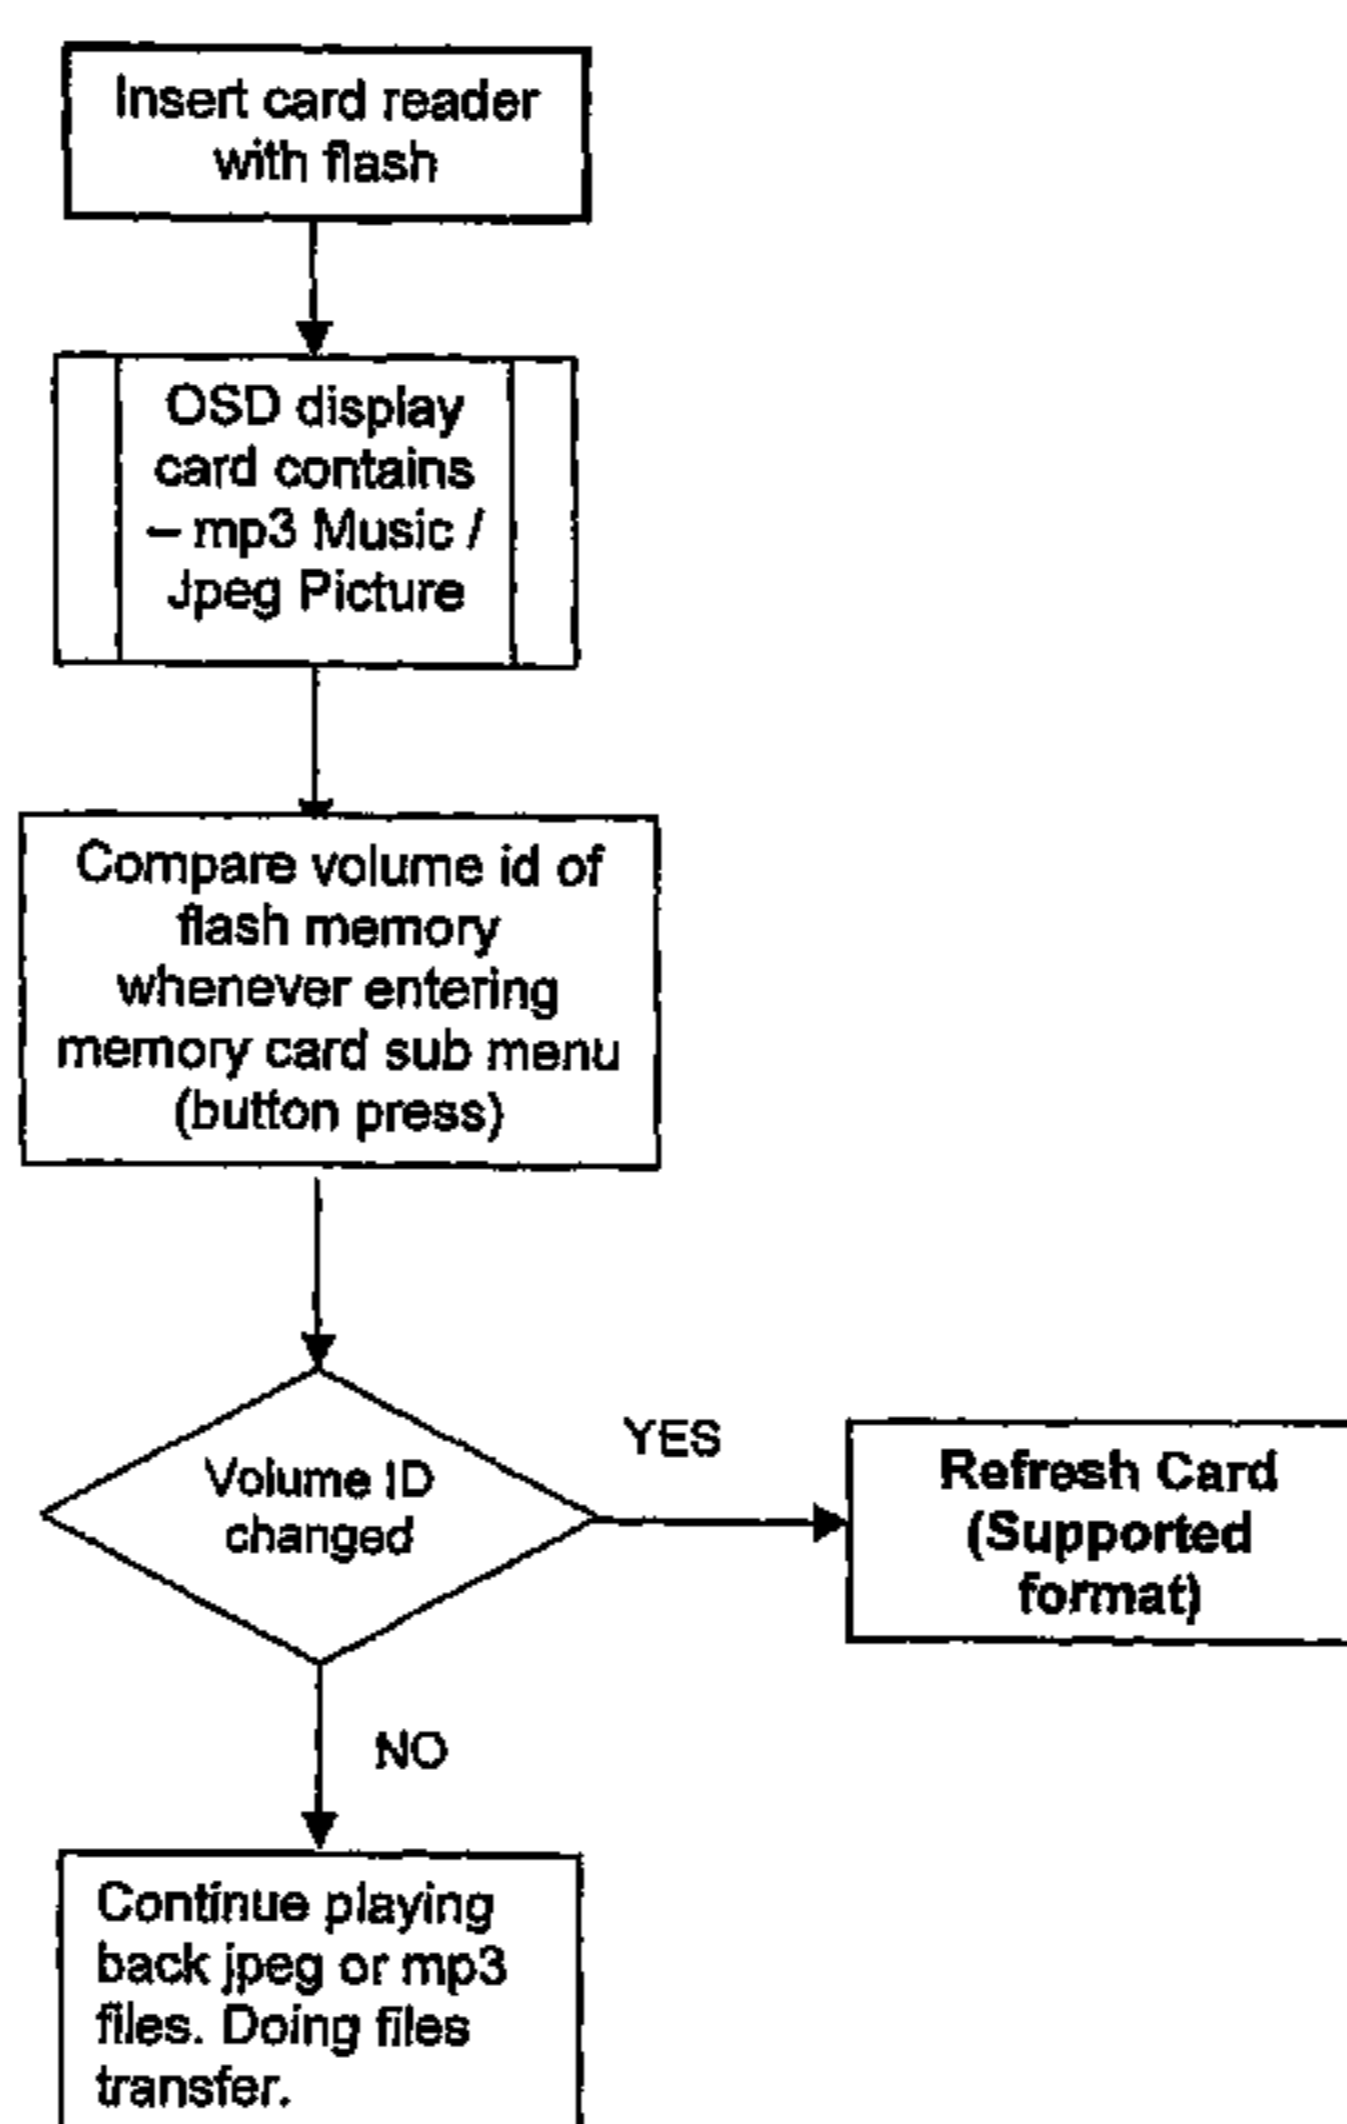 Insert card reader
with flash
OSD display
card contains
– mp3 Music /
Jpeg Picture
Compare volume id of
flash memory
whenever entering
memory card sub menu
(button press)
Volume ID
changed
YES
Refresh Card
(Supported
format)
NO
Continue playing
back jpeg or mp3
files. Doing files
transfer.